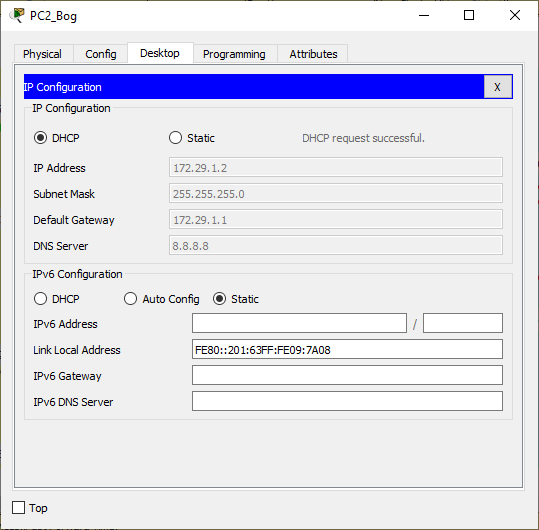 PC2_Bog
Physical Config Desktop Programming Attributes
IP Configuration X
IP Configuration
DHCP Static DHCP request successful.
IP Address 172.29.1.2
Subnet Mask 255.255.255.0
Default Gateway 172.29.1.1
DNS Server 8.8.8.8
IPv6 Configuration
DHCP Auto Config Static
IPv6 Address /
Link Local Address FE80::201:63FF:FE09:7A08
IPv6 Gateway
IPv6 DNS Server
Top